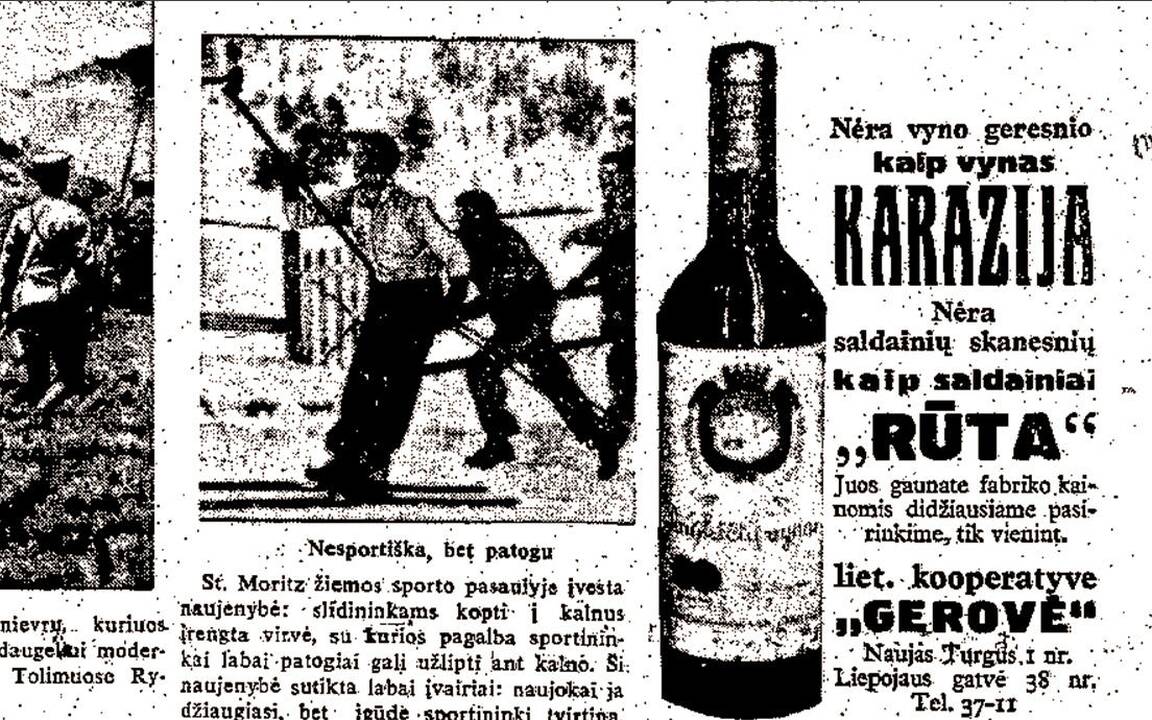 nievrų, kuriuos
daugeliui moder-
Tolimuose Ry-
Nesportiška, bet patogu
St. Moritz žiemos sporto pasaulyje įvesta
naujenybė: slidininkams kopti į kalnus
įrengta virvė, su kurios pagalba sportinin-
kai labai patogiai gali užlipti ant kalno. Ši
naujenybė sutikta labai įvairiai: naujokai ja
džiaugiasi, bet įgudę sportininkai tvirtina,
Nėra vyno geresnio
kaip vynas
KARAZIJA
Nėra
saldainių skanesnių
kaip saldainiai
„RŪTA“
Juos gaunate fabriko kai-
nomis didžiausiame pasi-
rinkime, tik vienint.
liet. kooperatyve
„GEROVĖ“
Naujas Turgus 1 nr.
Liepojaus gatvė 38 nr.
Tel. 37-11